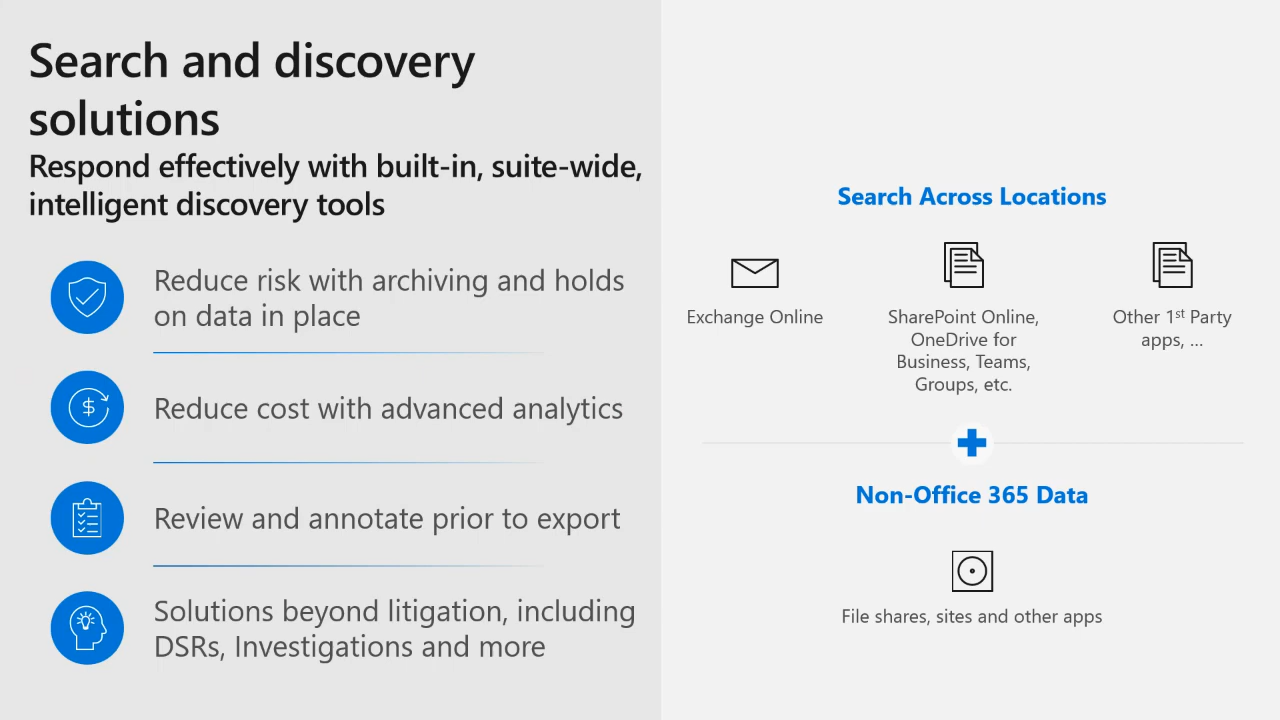 Search and discovery
solutions
Respond effectively with built-in, suite-wide,
intelligent discovery tools
Reduce risk with archiving and holds
on data in place
Reduce cost with advanced analytics
Review and annotate prior to export
Solutions beyond litigation, including
DSRs, Investigations and more
Search Across Locations
Exchange Online
SharePoint Online,
OneDrive for
Business, Teams,
Groups, etc.
Other 1st Party
apps, ...
Non-Office 365 Data
File shares, sites and other apps